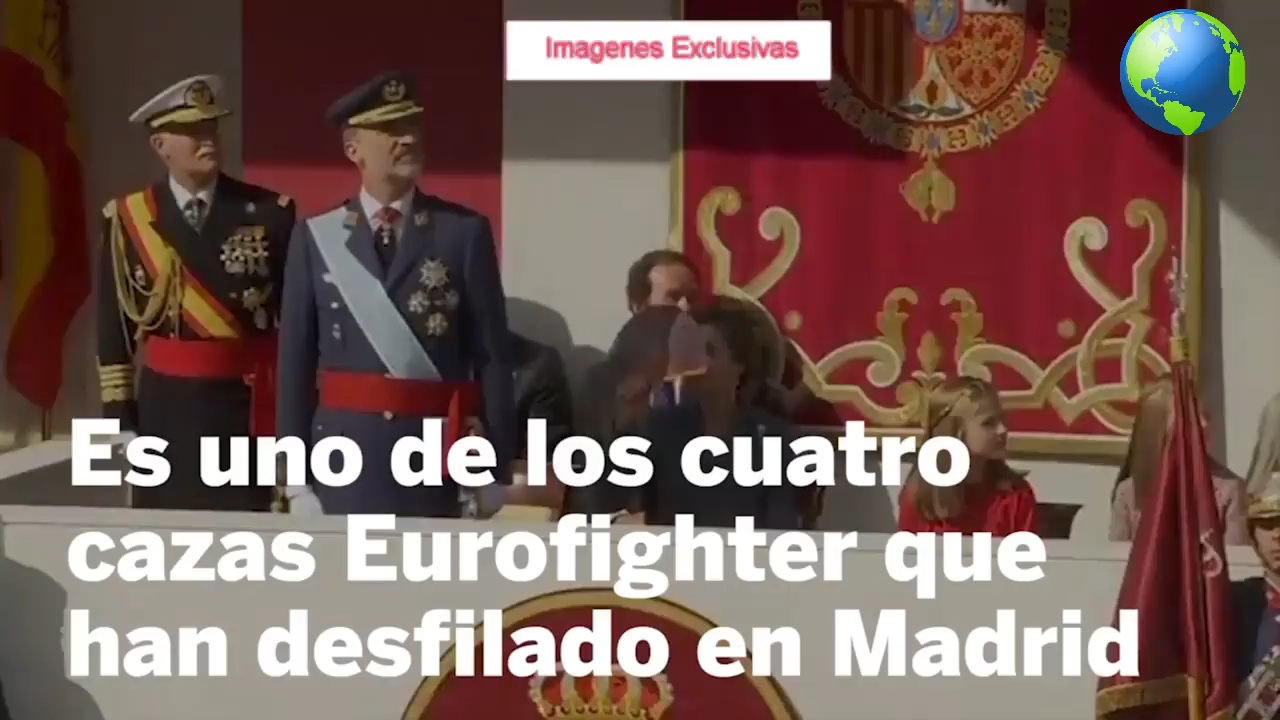 Imagenes Exclusivas
Es uno de los cuatro
cazas Eurofighter que
han desfilado en Madrid